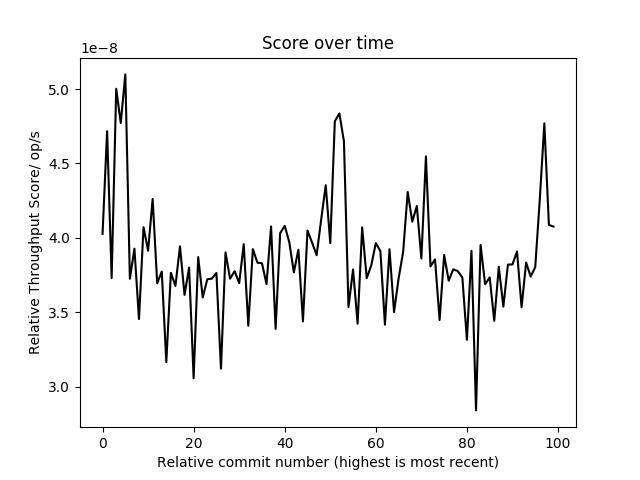 Score over time
1e−8
5.0
4.5
4.0
3.5
3.0
Relative Throughput Score/ op/s
0 20 40 60 80 100
Relative commit number (highest is most recent)